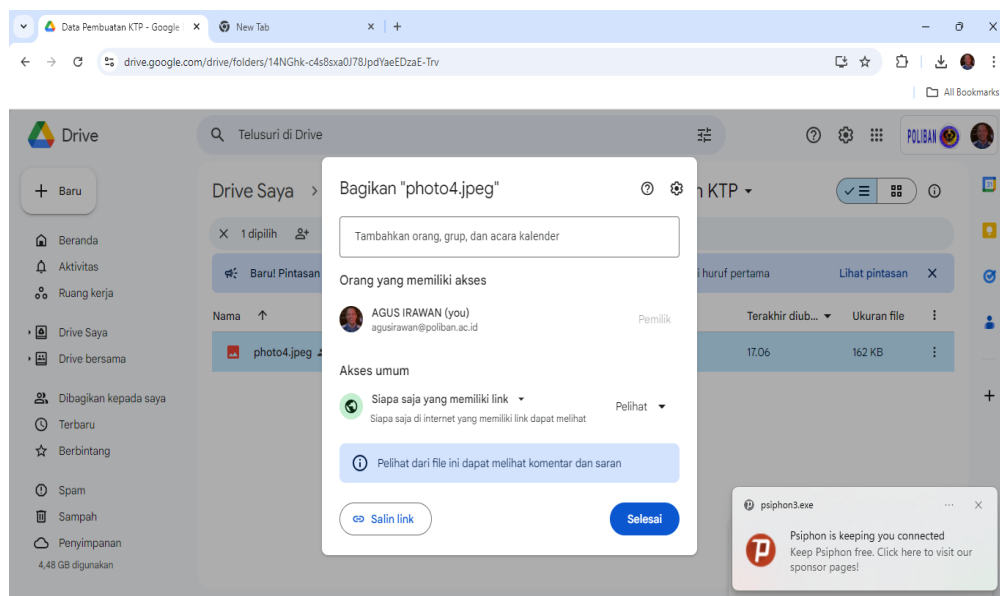 Data Pembuatan KTP - Google
New Tab
drive.google.com/drive/folders/14NGhk-c4s8sxa0J78JpdYaeEDzaE-Trv
All Bookmarks
Drive
Telusuri di Drive
POLIBAN
Baru
Beranda
Aktivitas
Ruang kerja
Drive Saya
Drive bersama
Dibagikan kepada saya
Terbaru
Berbintang
Spam
Sampah
Penyimpanan
4,48 GB digunakan
Drive Saya > n KTP
1 dipilih
Baru! Pintasan i huruf pertama Lihat pintasan
Nama Terakhir diub... Ukuran file
photo4.jpeg 17.06 162 KB
Bagikan "photo4.jpeg"
Tambahkan orang, grup, dan acara kalender
Orang yang memiliki akses
AGUS IRAWAN (you)
agusirawan@poliban.ac.id
Pemilik
Akses umum
Siapa saja yang memiliki link
Siapa saja di internet yang memiliki link dapat melihat
Pelihat
Pelihat dari file ini dapat melihat komentar dan saran
Salin link
Selesai
psiphon3.exe
Psiphon is keeping you connected
Keep Psiphon free. Click here to visit our
sponsor pages!